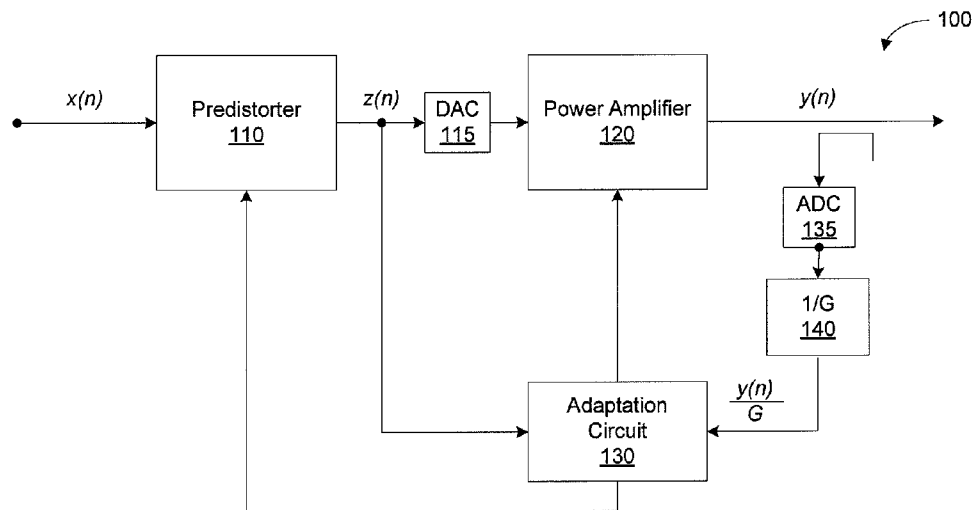 100
x(n)
Predistorter
110
z(n)
DAC
115
Power Amplifier
120
y(n)
ADC
135
1/G
140
y(n)
G
Adaptation
Circuit
130